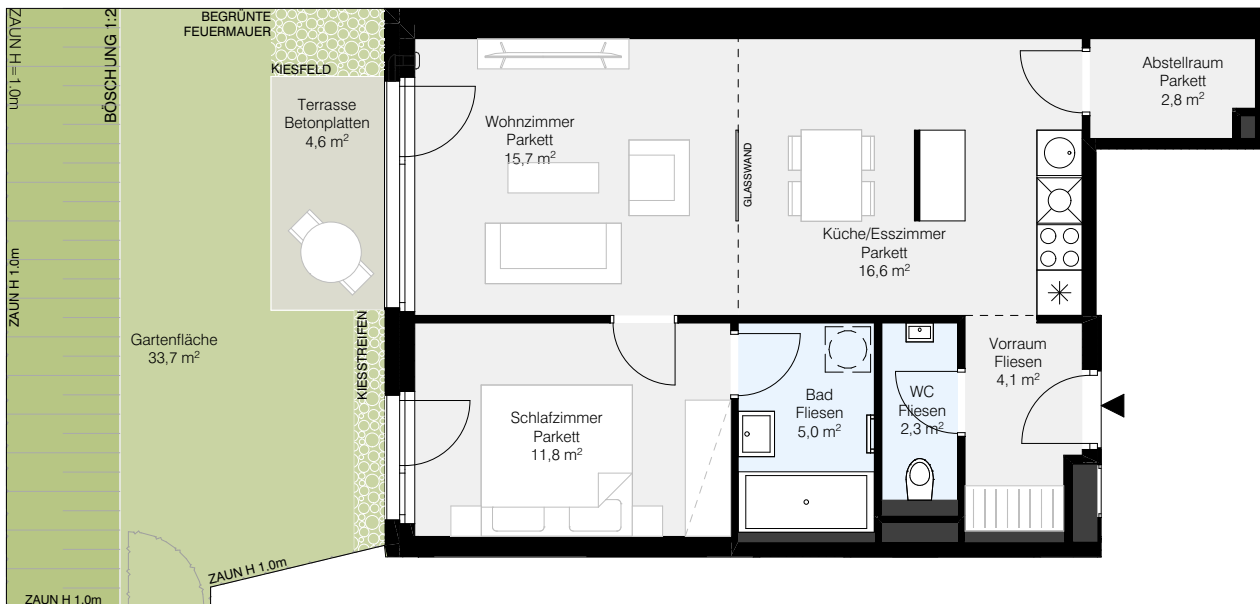 ZAUN H =1.0m
BÖSCHUNG 1:2
BEGRÜNTE
FEUERMAUER
KIESFELD
Terrasse
Betonplatten
4,6 m²
Wohnzimmer
Parkett
15,7 m²
GLASSWAND
Küche/Esszimmer
Parkett
16,6 m²
Abstellraum
Parkett
2,8 m²
ZAUN H 1.0m
Gartenfläche
33,7 m²
KIESSTREIFEN
Schlafzimmer
Parkett
11,8 m²
Bad
Fliesen
5,0 m²
WC
Fliesen
2,3 m²
Vorraum
Fliesen
4,1 m²
ZAUN H 1.0m
ZAUN H 1.0m